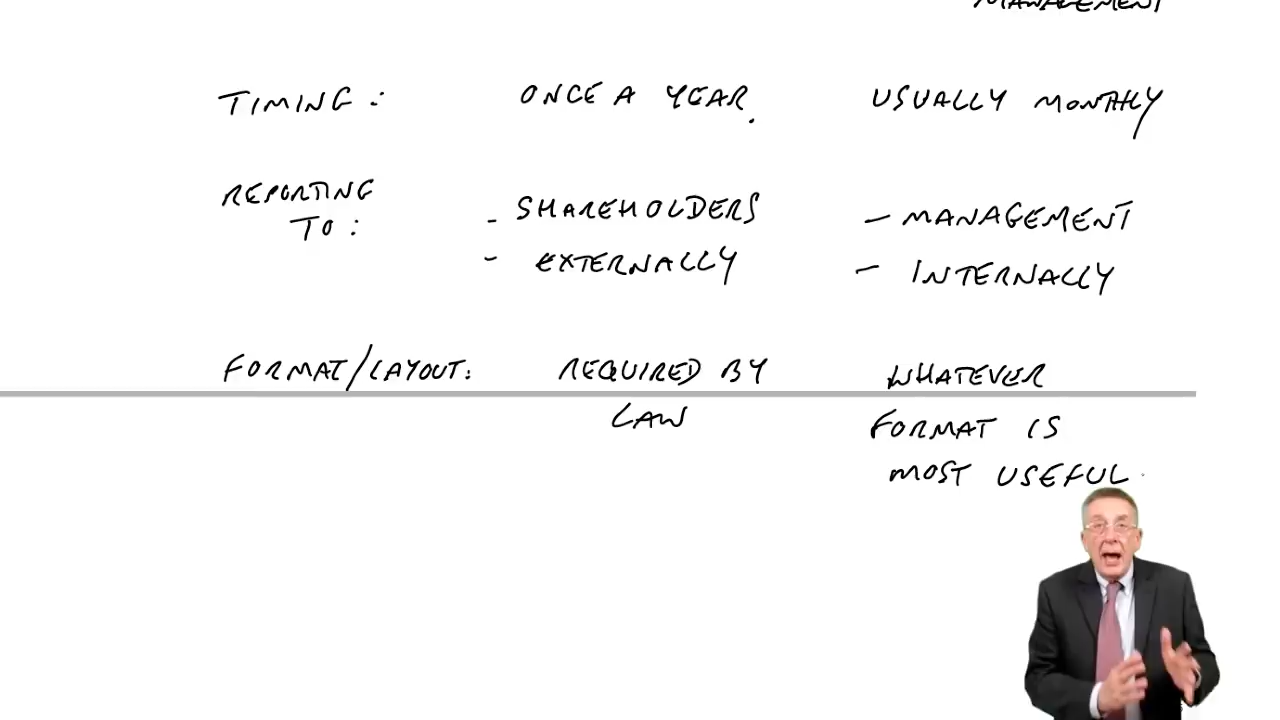 MANAGEMENT
TIMING: ONCE A YEAR. USUALLY MONTHLY
REPORTING
TO: - SHAREHOLDERS - MANAGEMENT
- EXTERNALLY - INTERNALLY
FORMAT/LAYOUT: REQUIRED BY WHATEVER
LAW FORMAT IS
MOST USEFUL.